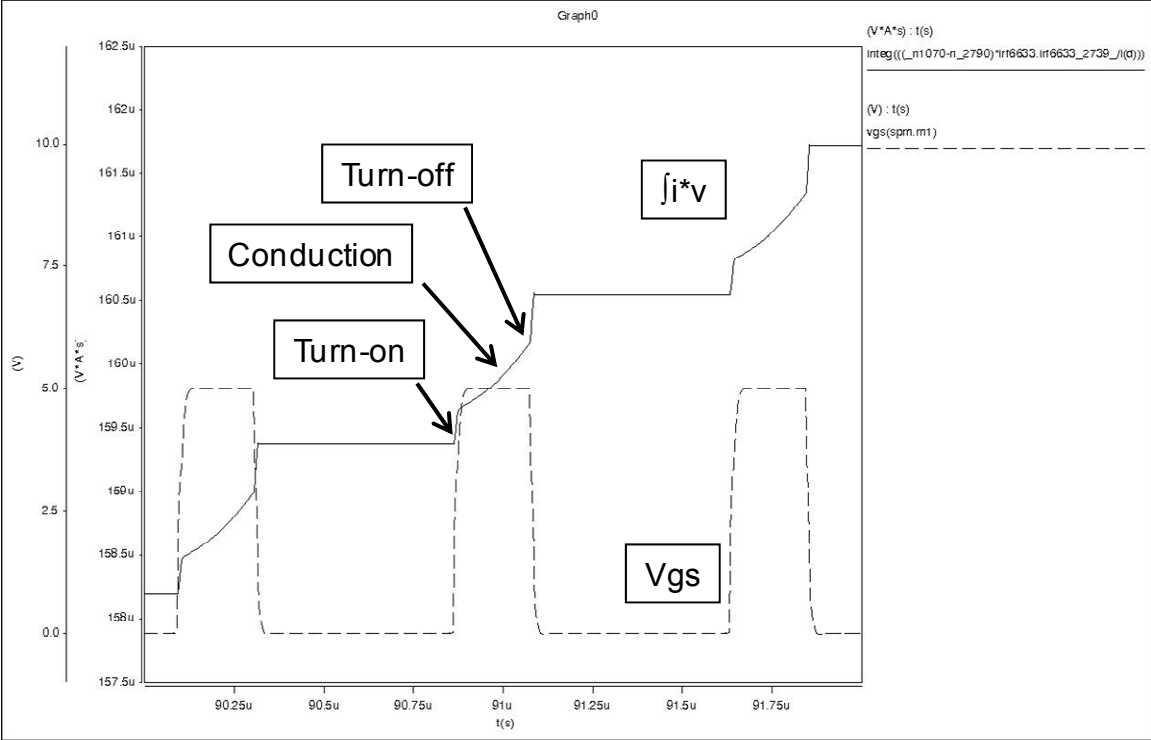 Graph0
(V*A*s) : t(s)
integ(((_n1070-n_2790)*irf6633.irf6633_2739_/i(d)))
(V) : t(s)
vgs(spm.m1)
162.5u
162u
161.5u
161u
160.5u
160u
159.5u
159u
158.5u
158u
157.5u
10.0
7.5
5.0
2.5
0.0
(V)
(V*A*s)
Turn-off
Conduction
Turn-on
∫i*v
Vgs
90.25u
90.5u
90.75u
91u
91.25u
91.5u
91.75u
t(s)